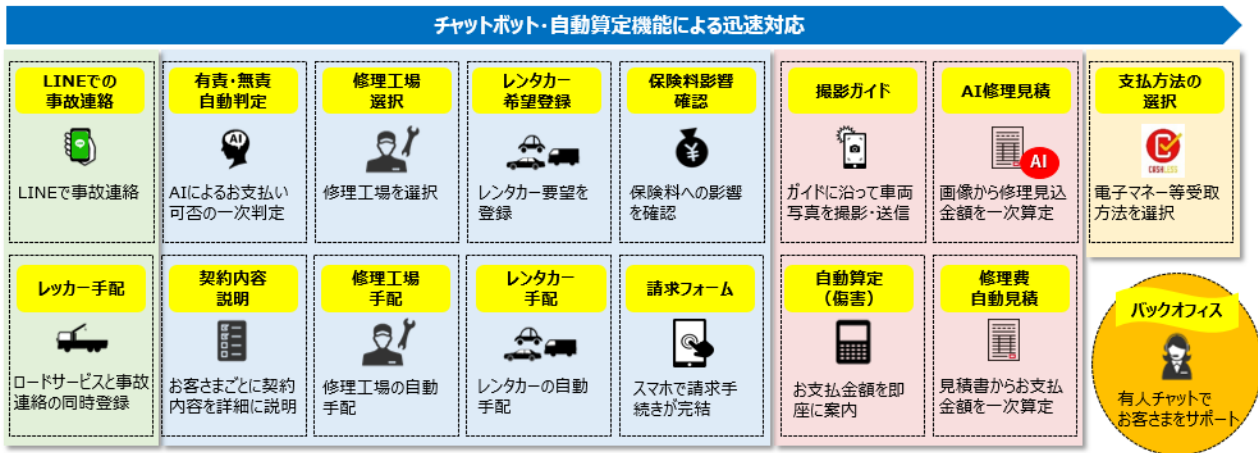 チャットボット・自動算定機能による迅速対応
LINEでの
事故連絡
LINEで事故連絡
有責・無責
自動判定
AI
AIによるお支払い
可否の一次判定
修理工場
選択
修理工場を選択
レンタカー
希望登録
レンタカー要望を
登録
保険料影響
確認
¥
保険料への影響
を確認
撮影ガイド
ガイドに沿って車両
写真を撮影・送信
AI修理見積
AI
画像から修理見込
金額を一次算定
支払方法の
選択
CASHLESS
電子マネー等受取
方法を選択
レッカー手配
ロードサービスと事故
連絡の同時登録
契約内容
説明
お客さまごとに契約
内容を詳細に説明
修理工場
手配
修理工場の自動
手配
レンタカー
手配
レンタカーの自動
手配
請求フォーム
スマホで請求手
続きが完結
自動算定
（傷害）
お支払金額を即
座に案内
修理費
自動見積
見積書からお支払
金額を一次算定
バックオフィス
有人チャットで
お客さまをサポート